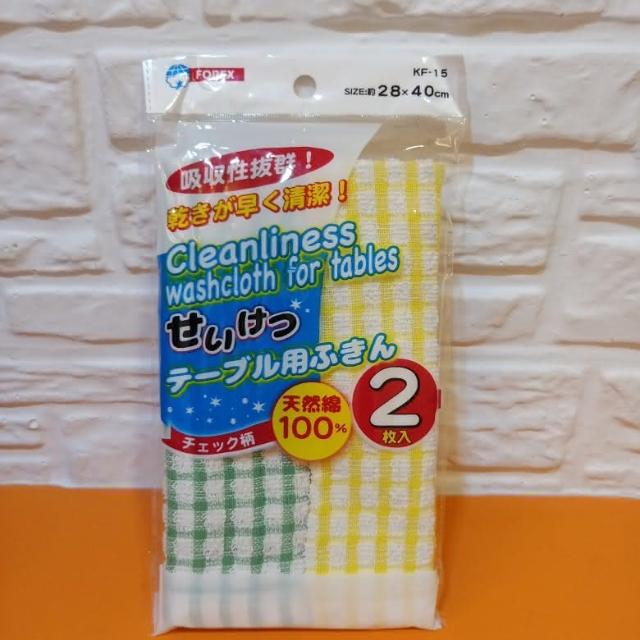 FOREX
KF-15
SIZE:約28×40cm
吸収性抜群!
乾きが早く清潔!
Cleanliness
washcloth for tables
せいけつ
テーブル用ふきん
天然綿
100%
2
枚入
チェック柄